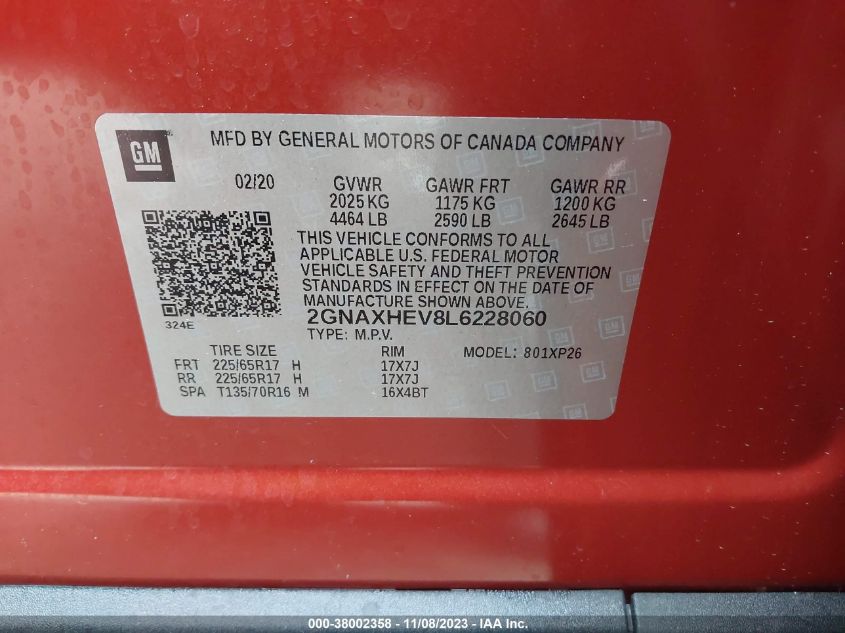 GM
MFD BY GENERAL MOTORS OF CANADA COMPANY
02/20 GVWR GAWR FRT GAWR RR
2025 KG 1175 KG 1200 KG
4464 LB 2590 LB 2645 LB
THIS VEHICLE CONFORMS TO ALL
APPLICABLE U.S. FEDERAL MOTOR
VEHICLE SAFETY AND THEFT PREVENTION
STANDARDS IN EFFECT ON THE DATE OF
MANUFACTURE SHOWN ABOVE.
324E
2GNAXHEV8L6228060
TYPE: M.P.V.
TIRE SIZE RIM MODEL: 801XP26
FRT 225/65R17 H 17X7J
RR 225/65R17 H 17X7J
SPA T135/70R16 M 16X4BT
000-38002358 - 11/08/2023 - IAA Inc.